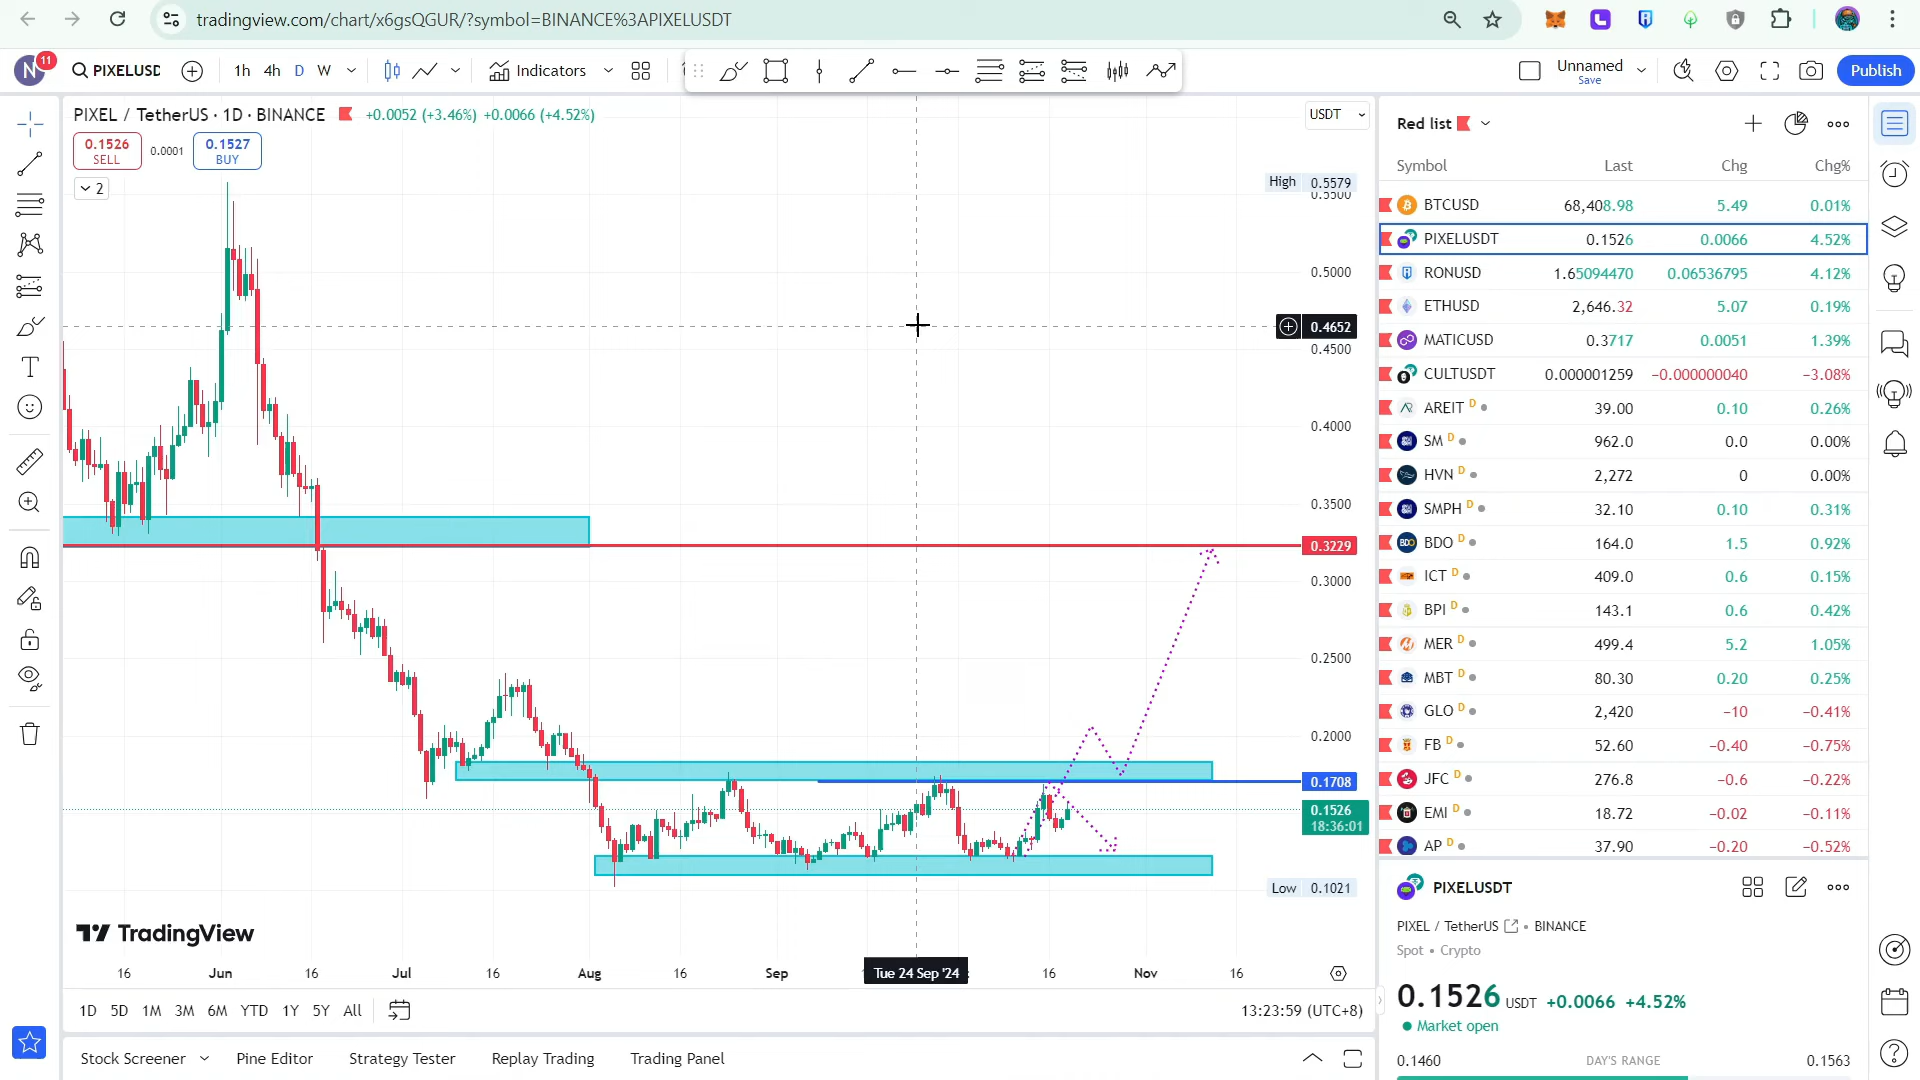 tradingview.com/chart/x6gsQGUR/?symbol=BINANCE%3APIXELUSDT
N 11 PIXELUSD 1h 4h D W Indicators Unnamed Save Publish
PIXEL / TetherUS · 1D · BINANCE +0.0052 (+3.46%) +0.0066 (+4.52%)
0.1526 SELL 0.0001 0.1527 BUY
2
USDT
High 0.5579
0.5500
0.5000
0.4652
0.4500
0.4000
0.3500
0.3229
0.3000
0.2500
0.2000
0.1708
0.1526
18:36:01
Low 0.1021
TradingView
16 Jun 16 Jul 16 Aug 16 Sep Tue 24 Sep '24 16 Nov 16
1D 5D 1M 3M 6M YTD 1Y 5Y All 13:23:59 (UTC+8)
Stock Screener Pine Editor Strategy Tester Replay Trading Trading Panel
Red list
Symbol Last Chg Chg%
BTCUSD 68,408.98 5.49 0.01%
PIXELUSDT 0.1526 0.0066 4.52%
RONUSD 1.65094470 0.06536795 4.12%
ETHUSD 2,646.32 5.07 0.19%
MATICUSD 0.3717 0.0051 1.39%
CULTUSDT 0.000001259 −0.000000040 −3.08%
AREIT D 39.00 0.10 0.26%
SM D 962.0 0.0 0.00%
HVN D 2,272 0 0.00%
SMPH D 32.10 0.10 0.31%
BDO BDO D 164.0 1.5 0.92%
ICT D 409.0 0.6 0.15%
BPI D 143.1 0.6 0.42%
MER D 499.4 5.2 1.05%
MBT D 80.30 0.20 0.25%
GLO D 2,420 −10 −0.41%
FB D 52.60 −0.40 −0.75%
JFC D 276.8 −0.6 −0.22%
EMI D 18.72 −0.02 −0.11%
AP D 37.90 −0.20 −0.52%
PIXELUSDT
PIXEL / TetherUS • BINANCE
Spot • Crypto
0.1526 USDT +0.0066 +4.52%
Market open
0.1460 DAY'S RANGE 0.1563